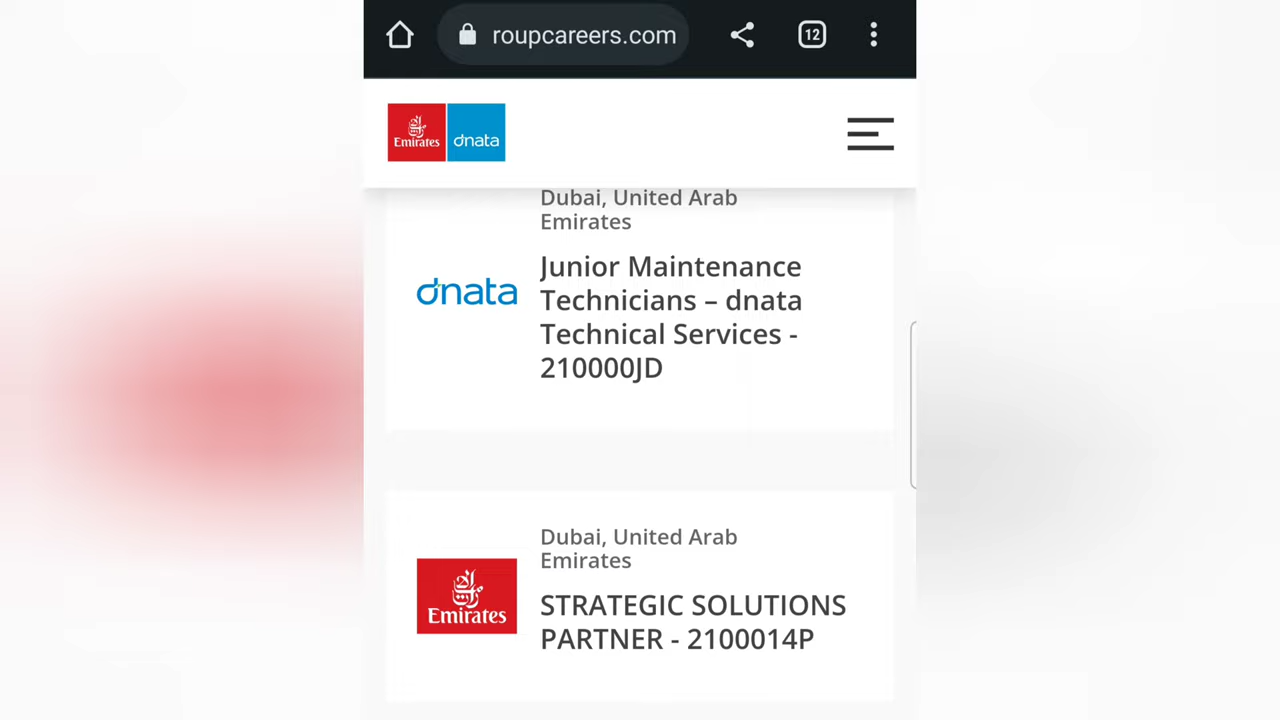 roupcareers.com
12
Emirates
dnata
Dubai, United Arab
Emirates
dnata
Junior Maintenance
Technicians – dnata
Technical Services -
210000JD
Dubai, United Arab
Emirates
Emirates
STRATEGIC SOLUTIONS
PARTNER - 2100014P